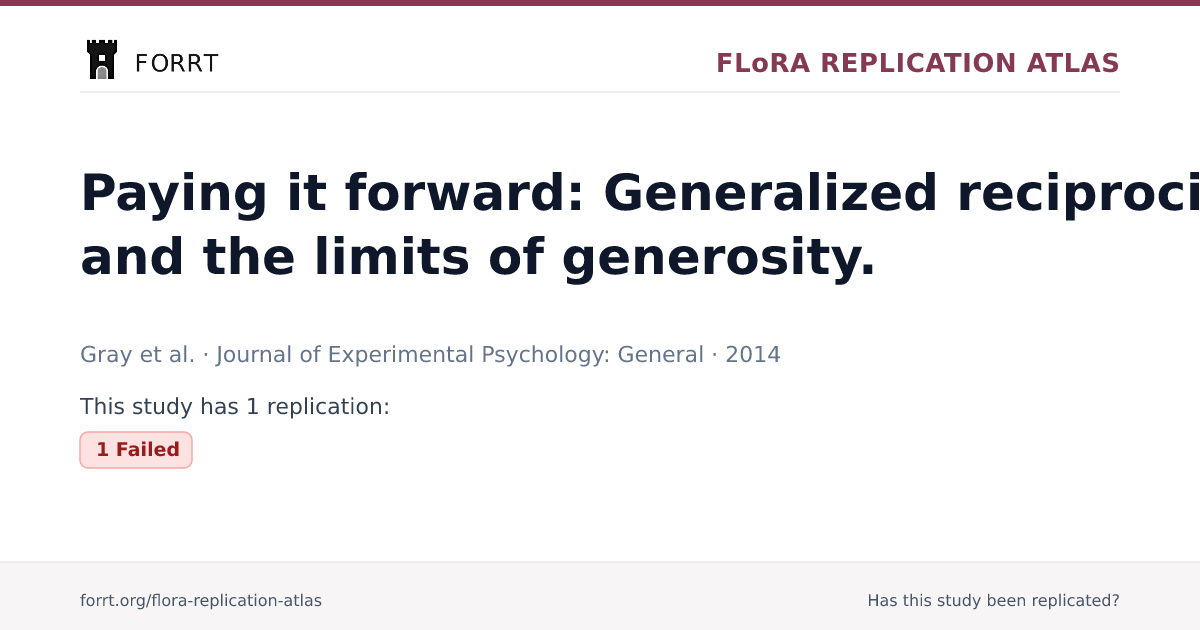 FORRT
FLoRA REPLICATION ATLAS
Paying it forward: Generalized reciproci
and the limits of generosity.
Gray et al. · Journal of Experimental Psychology: General · 2014
This study has 1 replication:
1 Failed
forrt.org/flora-replication-atlas
Has this study been replicated?